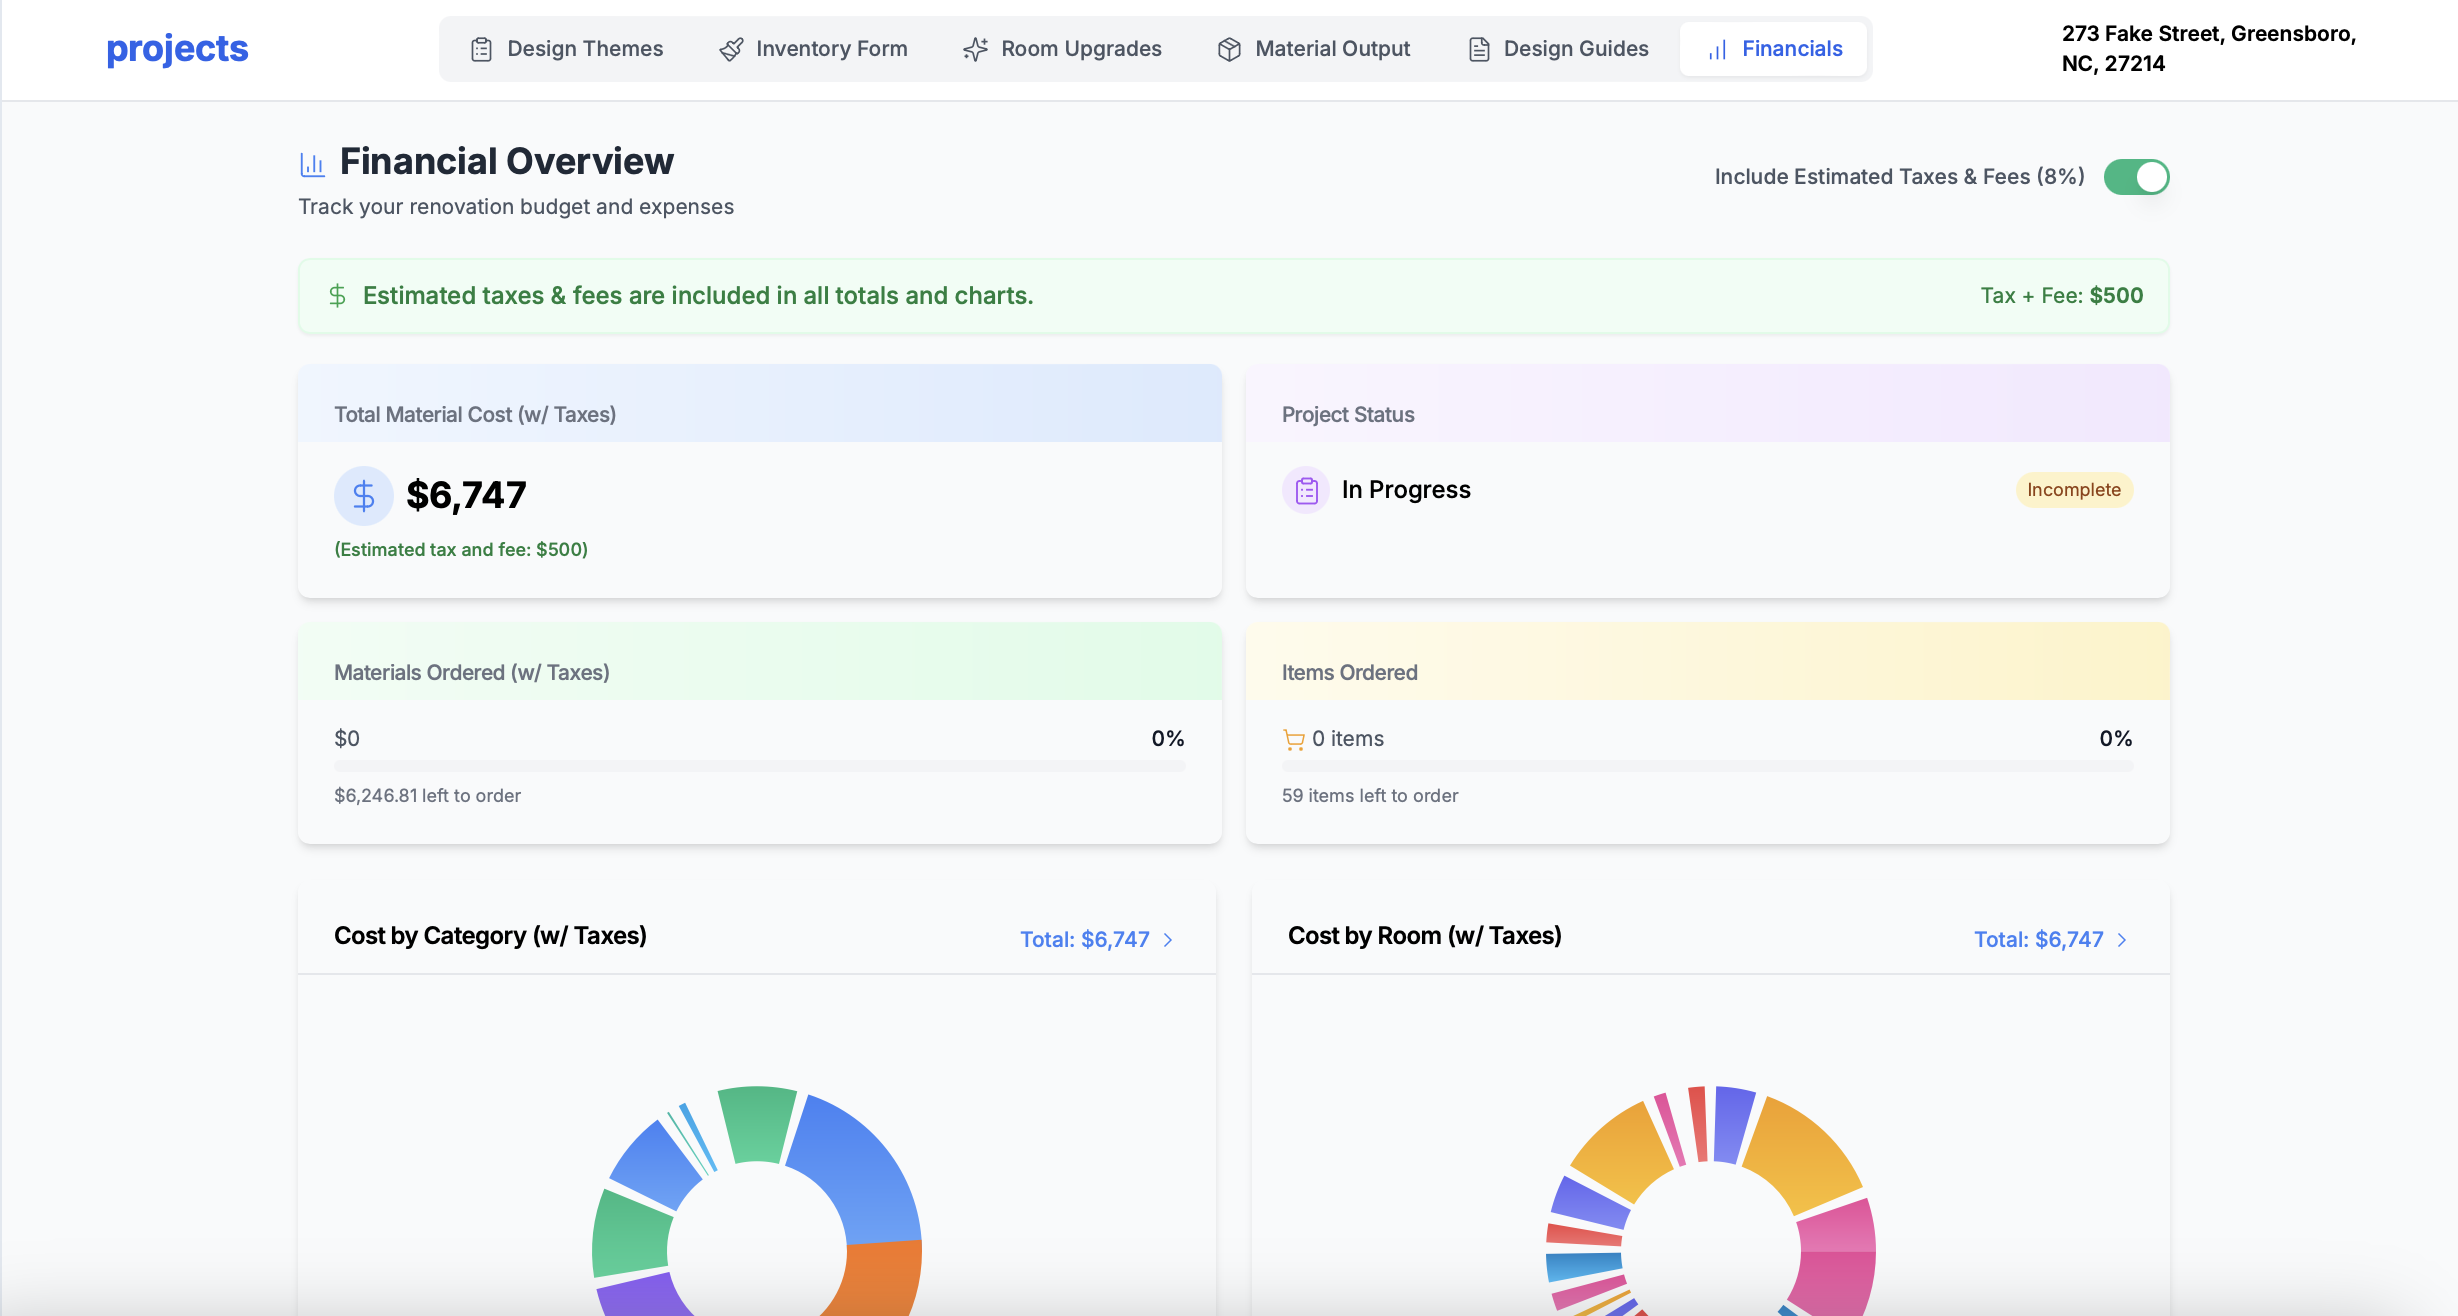 projects
Design Themes
Inventory Form
Room Upgrades
Material Output
Design Guides
Financials
273 Fake Street, Greensboro,
NC, 27214
Financial Overview
Track your renovation budget and expenses
Include Estimated Taxes & Fees (8%)
Estimated taxes & fees are included in all totals and charts.
Tax + Fee: $500
Total Material Cost (w/ Taxes)
$6,747
(Estimated tax and fee: $500)
Project Status
In Progress
Incomplete
Materials Ordered (w/ Taxes)
$0
0%
$6,246.81 left to order
Items Ordered
0 items
0%
59 items left to order
Cost by Category (w/ Taxes)
Total: $6,747
Cost by Room (w/ Taxes)
Total: $6,747